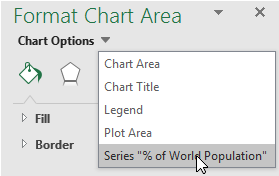 Format Chart Area
Chart Options
Chart Area
Chart Title
Legend
Plot Area
Series "% of World Population"
Fill
Border